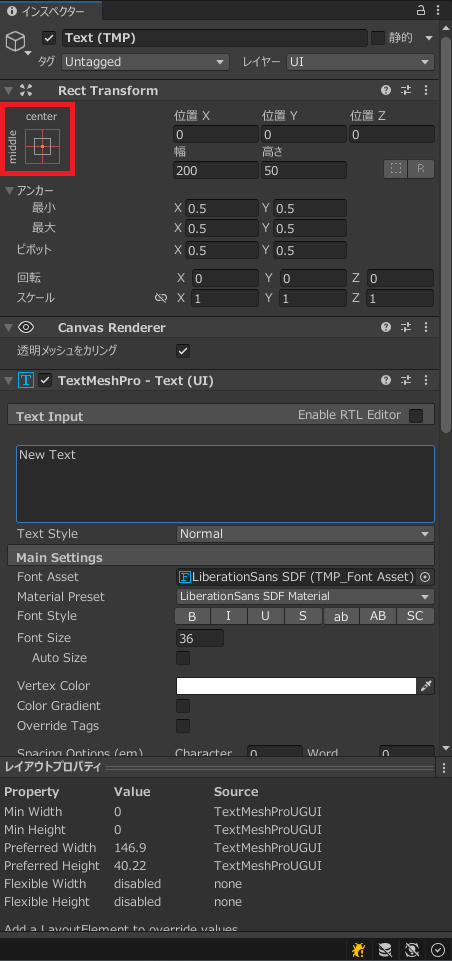 インスペクター
Text (TMP) 静的
タグ Untagged レイヤー UI
Rect Transform
center
middle
位置 X 位置 Y 位置 Z
0 0 0
幅 高さ
200 50 R
アンカー
最小 X 0.5 Y 0.5
最大 X 0.5 Y 0.5
ピボット X 0.5 Y 0.5
回転 X 0 Y 0 Z 0
スケール X 1 Y 1 Z 1
Canvas Renderer
透明メッシュをカリング
TextMeshPro - Text (UI)
Text Input Enable RTL Editor
New Text
Text Style Normal
Main Settings
Font Asset LiberationSans SDF (TMP_Font Asset)
Material Preset LiberationSans SDF Material
Font Style B I U S ab AB SC
Font Size 36
Auto Size
Vertex Color
Color Gradient
Override Tags
Spacing Options (em) Character 0 Word 0
レイアウトプロパティ
Property Value Source
Min Width 0 TextMeshProUGUI
Min Height 0 TextMeshProUGUI
Preferred Width 146.9 TextMeshProUGUI
Preferred Height 40.22 TextMeshProUGUI
Flexible Width disabled none
Flexible Height disabled none
Add a LayoutElement to override values